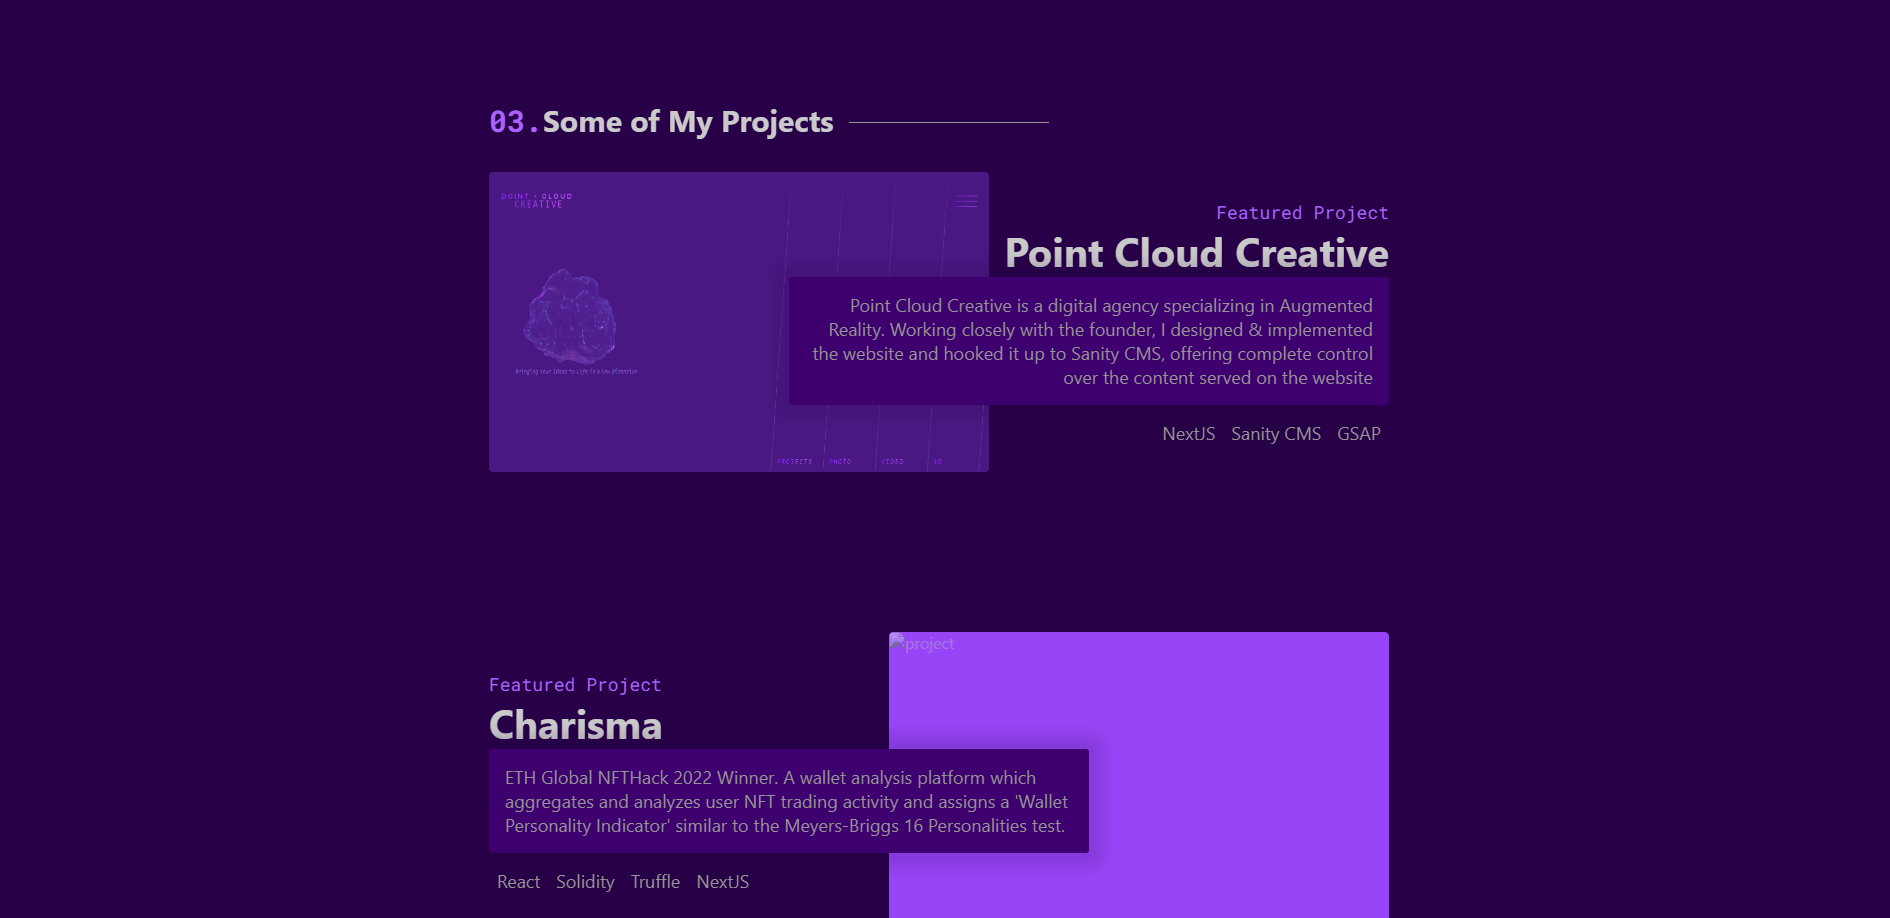 03. Some of My Projects
POINT • CLOUD
CREATIVE
Bringing Your Ideas to Life in a New Dimension
PROJECTS PHOTO VIDEO 3D
Featured Project
Point Cloud Creative
Point Cloud Creative is a digital agency specializing in Augmented
Reality. Working closely with the founder, I designed & implemented
the website and hooked it up to Sanity CMS, offering complete control
over the content served on the website
NextJS Sanity CMS GSAP
project
Featured Project
Charisma
ETH Global NFTHack 2022 Winner. A wallet analysis platform which
aggregates and analyzes user NFT trading activity and assigns a 'Wallet
Personality Indicator' similar to the Meyers-Briggs 16 Personalities test.
React Solidity Truffle NextJS